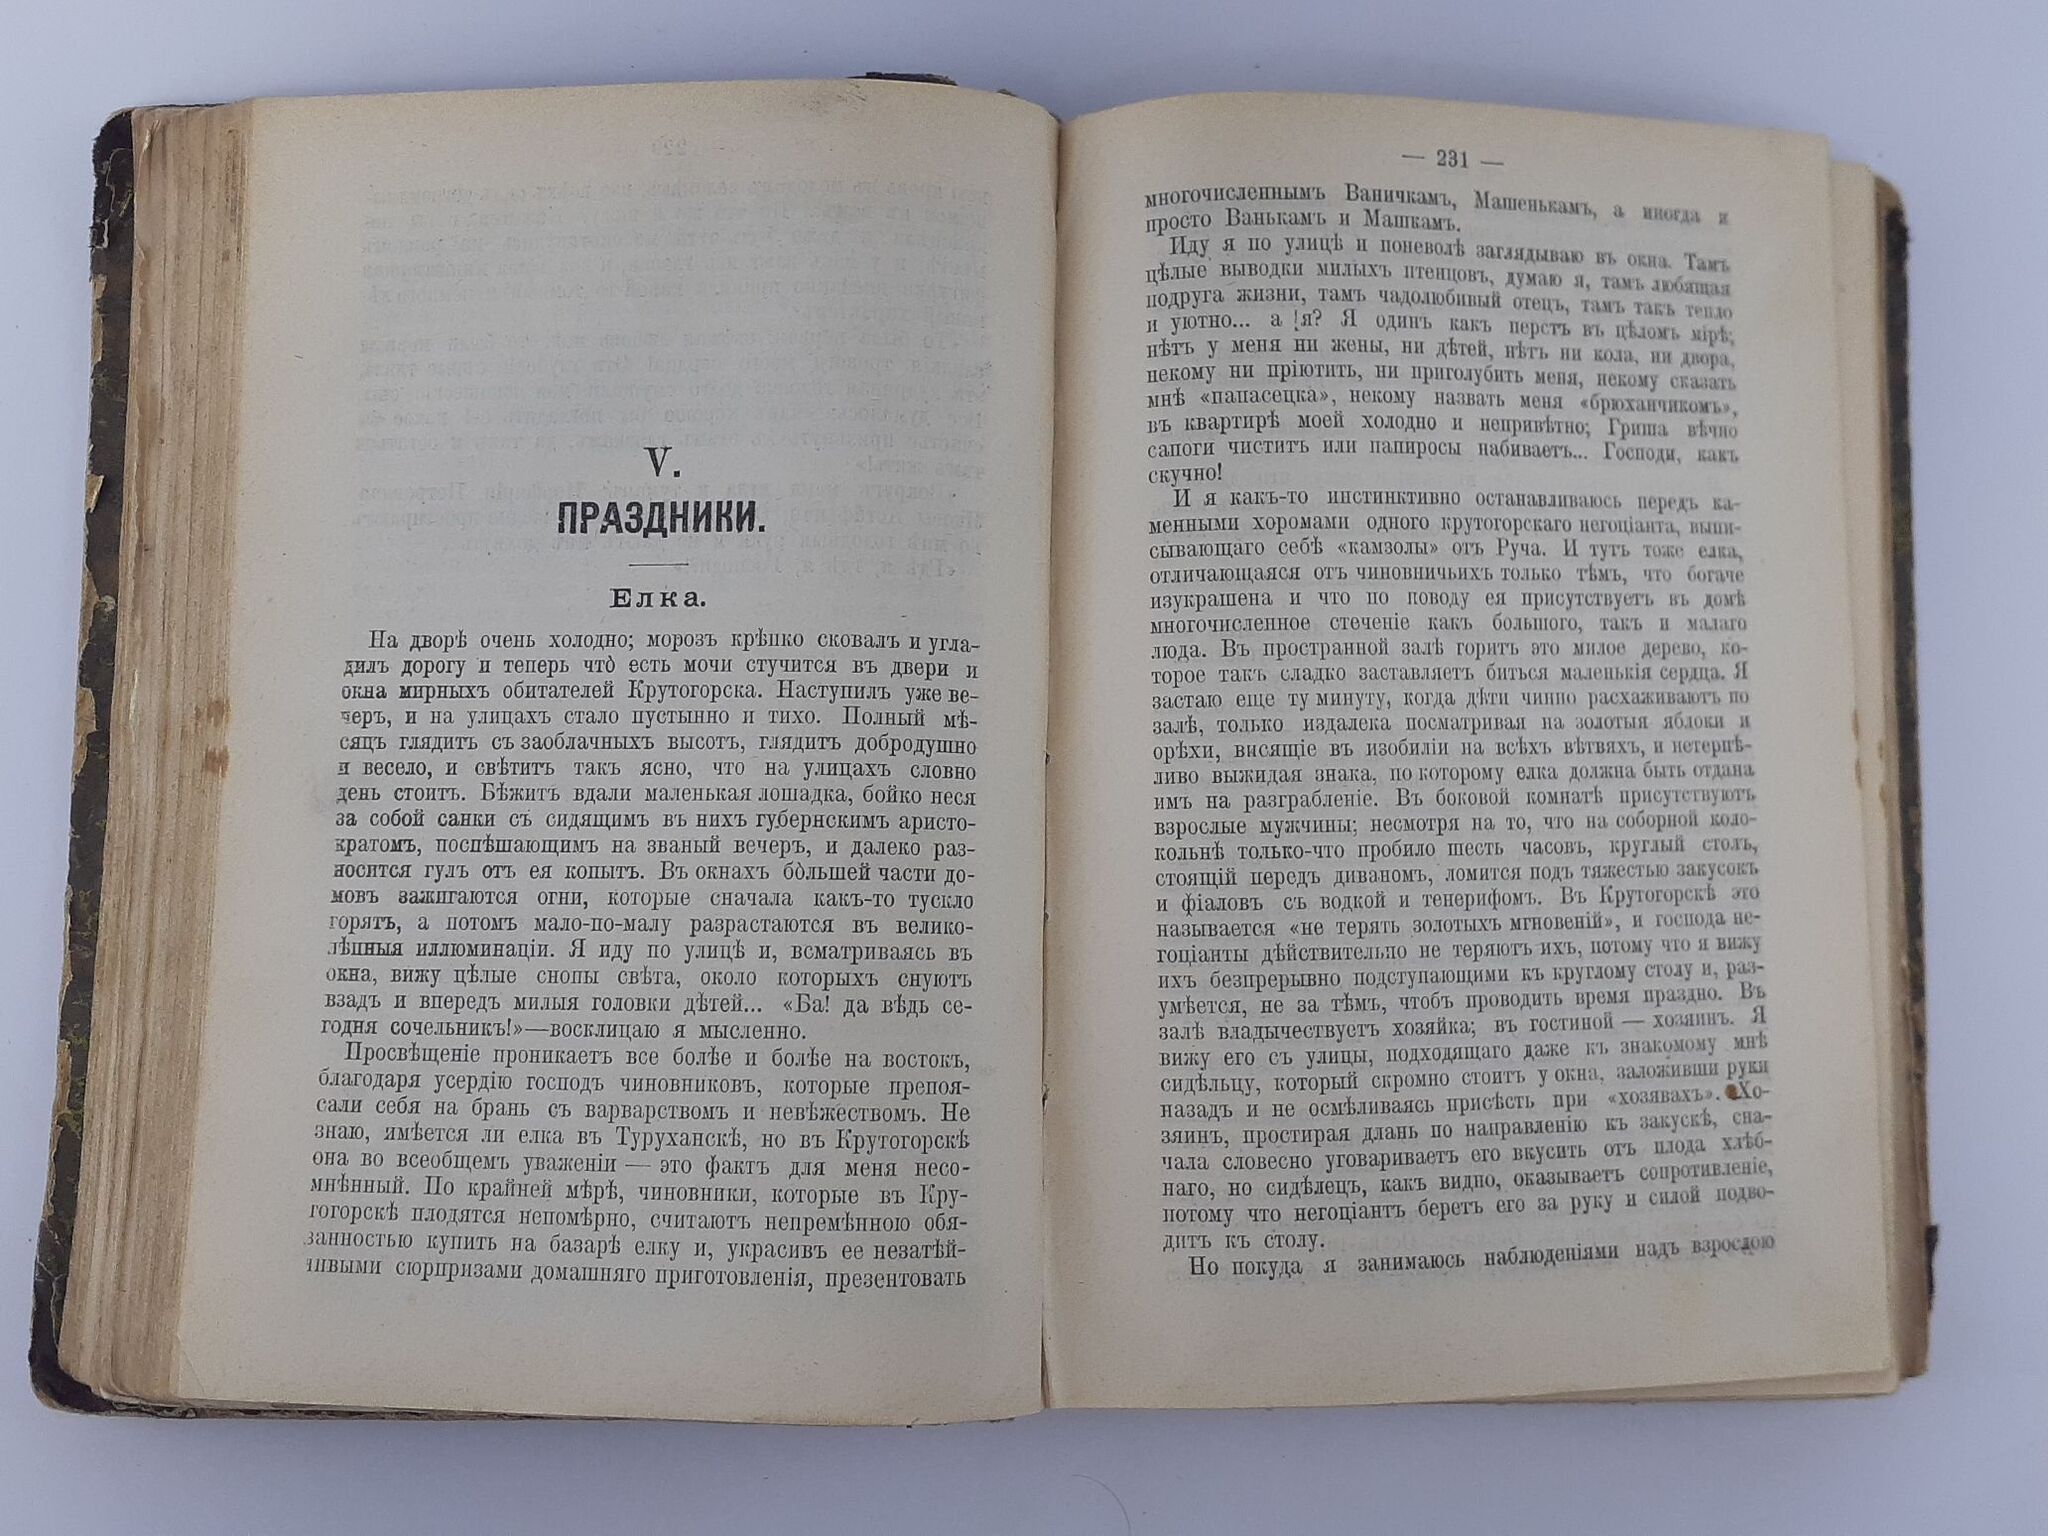 V.
ПРАЗДНИКИ.
Елка.
На дворѣ очень холодно; морозъ крѣпко сковалъ и угла-
дилъ дорогу и теперь что̀ есть мочи стучится въ двери и
окна мирныхъ обитателей Крутогорска. Наступилъ уже ве-
черъ, и на улицахъ стало пустынно и тихо. Полный мѣ-
сяцъ глядитъ съ заоблачныхъ высотъ, глядитъ добродушно
и весело, и свѣтитъ такъ ясно, что на улицахъ словно
день стоитъ. Бѣжитъ вдали маленькая лошадка, бойко неся
за собой санки съ сидящимъ въ нихъ губернскимъ аристо-
кратомъ, поспѣшающимъ на званый вечеръ, и далеко раз-
носится гулъ отъ ея копытъ. Въ окнахъ бо̀льшей части до-
мовъ зажигаются огни, которые сначала какъ-то тускло
горятъ, а потомъ мало-по-малу разрастаются въ велико-
лѣпныя иллюминаціи. Я иду по улицѣ и, всматриваясь въ
окна, вижу цѣлые снопы свѣта, около которыхъ снуютъ
взадъ и впередъ милыя головки дѣтей... «Ба! да вѣдь се-
годня сочельникъ!»—восклицаю я мысленно.
Просвѣщеніе проникаетъ все болѣе и болѣе на востокъ,
благодаря усердію господъ чиновниковъ, которые препоя-
сали себя на брань съ варварствомъ и невѣжествомъ. Не
знаю, имѣется ли елка въ Туруханскѣ, но въ Крутогорскѣ
она во всеобщемъ уваженіи — это фактъ для меня несо-
мнѣнный. По крайней мѣрѣ, чиновники, которые въ Кру-
тогорскѣ плодятся непомѣрно, считаютъ непремѣнною обя-
занностью купить на базарѣ елку и, украсивъ ее незатѣй-
ливыми сюрпризами домашняго приготовленія, презентовать
— 231 —
многочисленнымъ Ваничкамъ, Машенькамъ, а иногда и
просто Ванькамъ и Машкамъ.
Иду я по улицѣ и поневолѣ заглядываю въ окна. Тамъ
цѣлые выводки милыхъ птенцовъ, думаю я, тамъ любящая
подруга жизни, тамъ чадолюбивый отецъ, тамъ такъ тепло
и уютно... а я? Я одинъ какъ перстъ въ цѣломъ мірѣ;
нѣтъ у меня ни жены, ни дѣтей, нѣтъ ни кола, ни двора,
некому ни пріютить, ни приголубить меня, некому сказать
мнѣ «папасецка», некому назвать меня «брюханчикомъ»,
въ квартирѣ моей холодно и непривѣтно; Гриша вѣчно
сапоги чиститъ или папиросы набиваетъ... Господи, какъ
скучно!
И я какъ-то инстинктивно останавливаюсь передъ ка-
менными хоромами одного крутогорскаго негоціанта, выпи-
сывающаго себѣ «камзолы» отъ Руча. И тутъ тоже елка,
отличающаяся отъ чиновничьихъ только тѣмъ, что богаче
изукрашена и что по поводу ея присутствуетъ въ домѣ
многочисленное стеченіе какъ большого, такъ и малаго
люда. Въ пространной залѣ горитъ это милое дерево, ко-
торое такъ сладко заставляетъ биться маленькія сердца. Я
застаю еще ту минуту, когда дѣти чинно расхаживаютъ по
залѣ, только издалека посматривая на золотыя яблоки и
орѣхи, висящіе въ изобиліи на всѣхъ вѣтвяхъ, и нетерпѣ-
ливо выжидая знака, по которому елка должна быть отдана
имъ на разграбленіе. Въ боковой комнатѣ присутствуютъ
взрослые мужчины; несмотря на то, что на соборной коло-
кольнѣ только-что пробило шесть часовъ, круглый столъ,
стоящій передъ диваномъ, ломится подъ тяжестью закусокъ
и фіаловъ съ водкой и тенерифомъ. Въ Крутогорскѣ это
называется «не терять золотыхъ мгновеній», и господа не-
гоціанты дѣйствительно не теряютъ ихъ, потому что я вижу
ихъ безпрерывно подступающими къ круглому столу и, раз-
умѣется, не за тѣмъ, чтобъ проводить время праздно. Въ
залѣ владычествуетъ хозяйка; въ гостиной — хозяинъ. Я
вижу его съ улицы, подходящаго даже къ знакомому мнѣ
сидѣльцу, который скромно стоитъ у окна, заложивши руки
назадъ и не осмѣливаясь присѣсть при «хозявахъ». Хо-
зяинъ, простирая длань по направленію къ закускѣ, сна-
чала словесно уговариваетъ его вкусить отъ плода хлѣб-
наго, но сидѣлецъ, какъ видно, оказываетъ сопротивленіе,
потому что негоціантъ беретъ его за руку и силой подво-
дитъ къ столу.
Но покуда я занимаюсь наблюденіями надъ взрослою